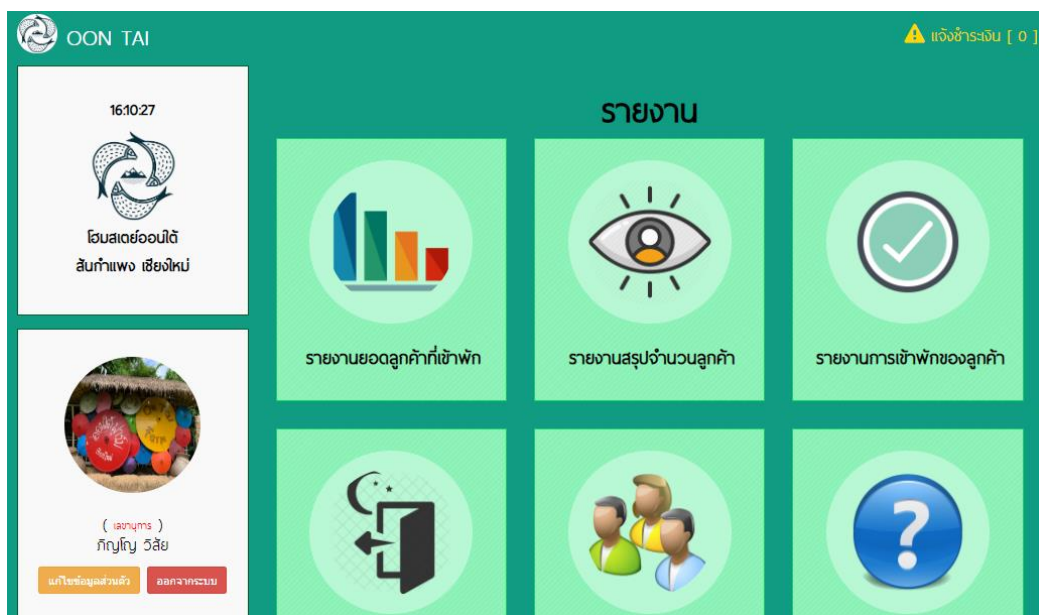 OON TAI
แจ้งชำระเงิน [ 0 ]
16:10:27
โฮมสเตย์ออนใต้
สันกำแพง เชียงใหม่
รายงาน
รายงานยอดลูกค้าที่เข้าพัก
รายงานสรุปจำนวนลูกค้า
รายงานการเข้าพักของลูกค้า
( เลขานุการ )
ภิญโญ วิสัย
แก้ไขข้อมูลส่วนตัว
ออกจากระบบ